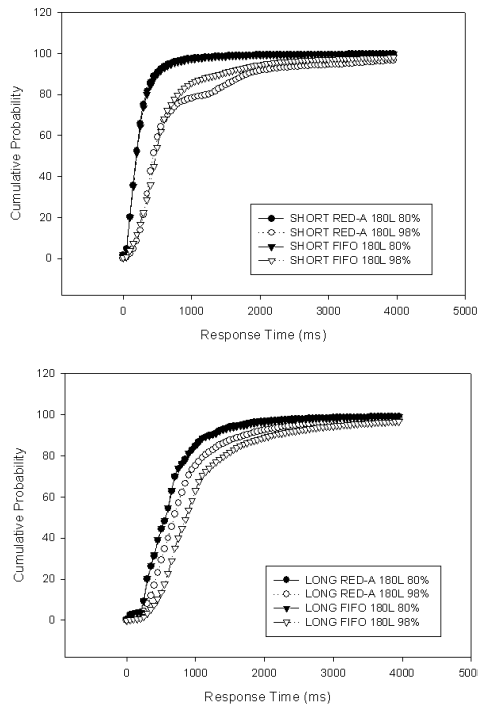 120
100
80
60
40
20
0
Cumulative Probability
SHORT RED-A 180L 80%
SHORT RED-A 180L 98%
SHORT FIFO 180L 80%
SHORT FIFO 180L 98%
0 1000 2000 3000 4000 5000
Response Time (ms)
120
100
80
60
40
20
0
Cumulative Probability
LONG RED-A 180L 80%
LONG RED-A 180L 98%
LONG FIFO 180L 80%
LONG FIFO 180L 98%
0 1000 2000 3000 4000 500
Response Time (ms)